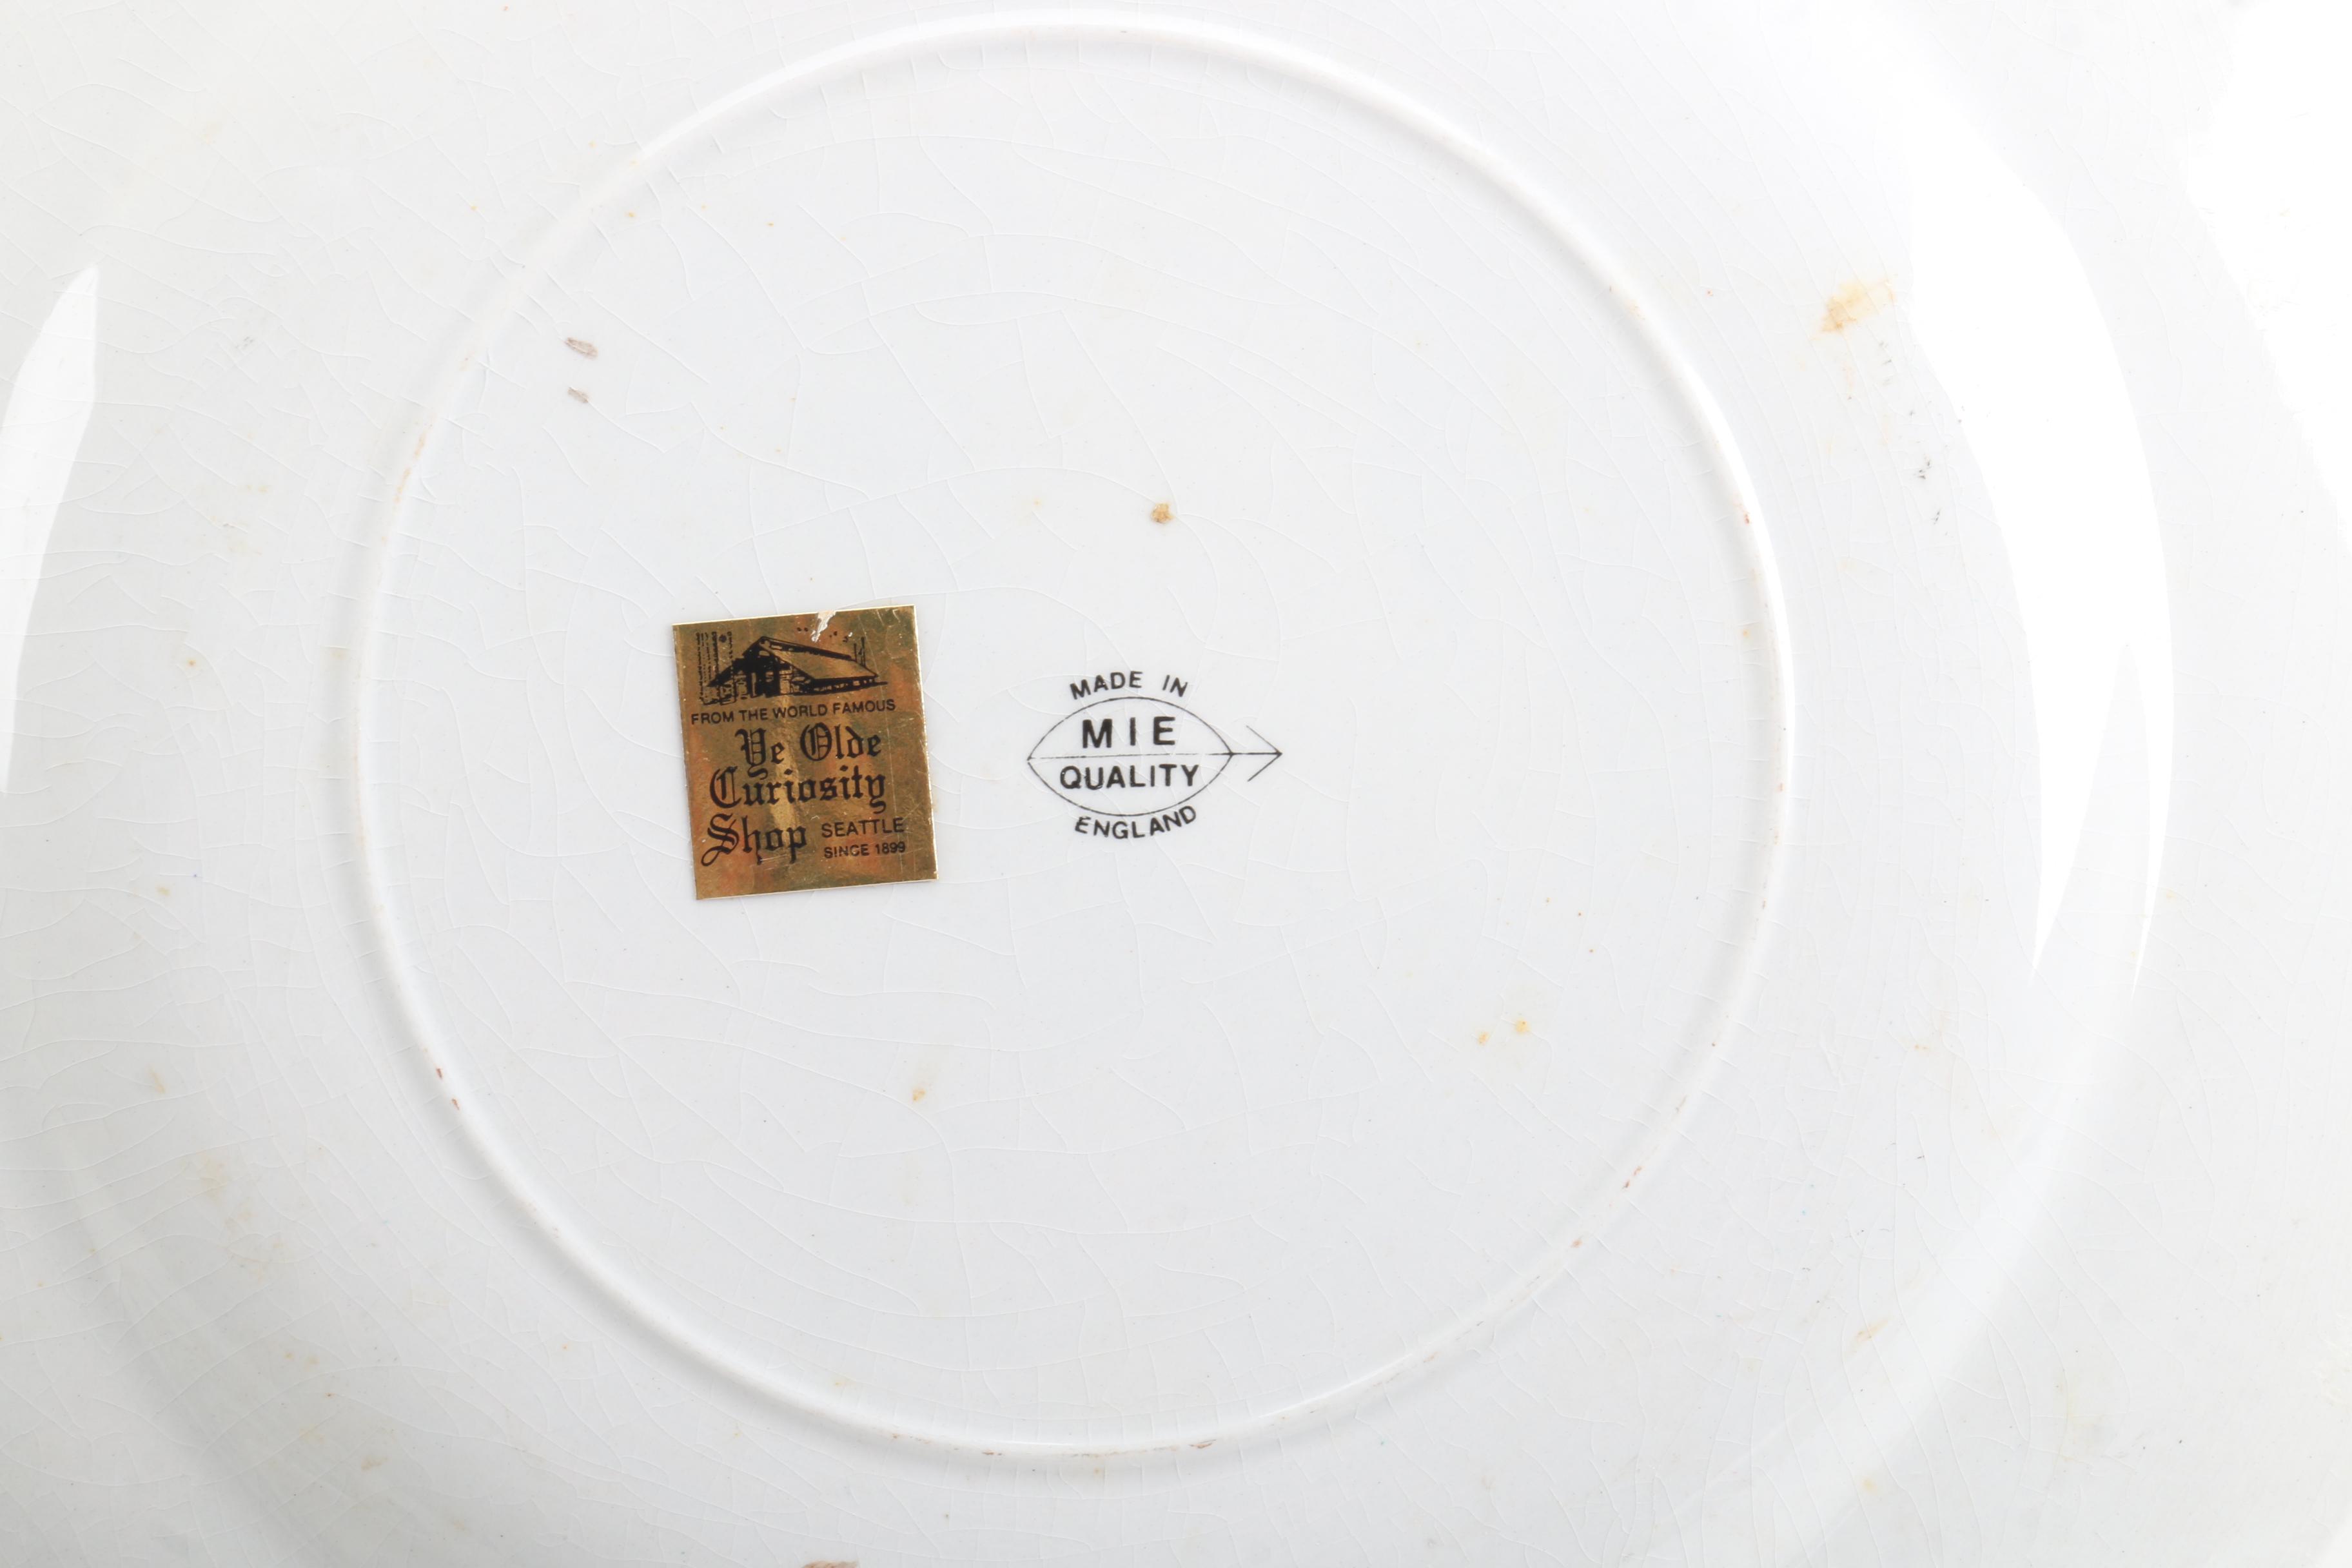 FROM THE WORLD FAMOUS
Ye Olde
Curiosity
Shop SEATTLE
SINCE 1899
MADE IN
MIE
QUALITY
ENGLAND